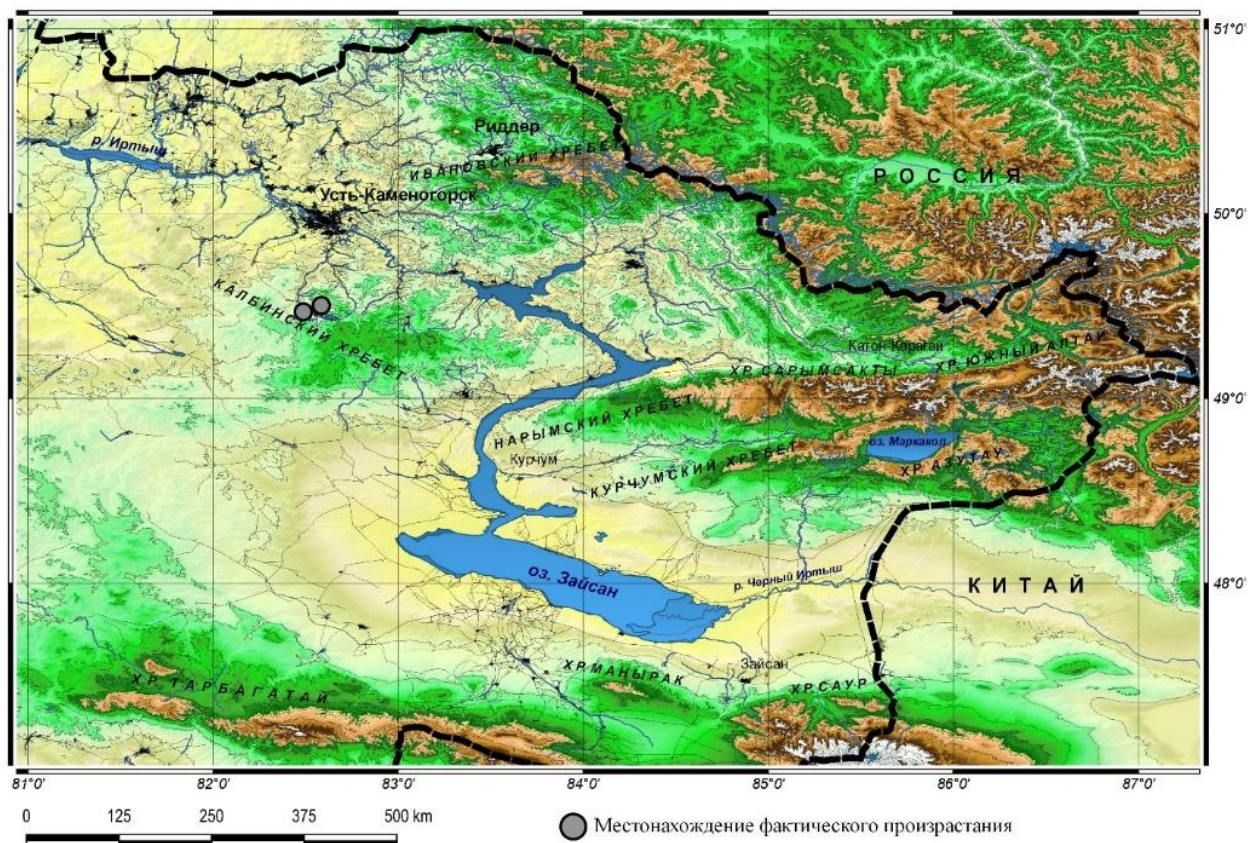 51°0'
Риддер
р. Иртыш
ИВАНОВСКИЙ ХРЕБЕТ
РОССИЯ
Усть-Каменогорск
50°0'
КАЛБИНСКИЙ ХРЕБЕТ
Катон-Карагай
ХР. ЮЖНЫЙ АЛТАЙ
ХР. САРЫМСАКТЫ
49°0'
НАРЫМСКИЙ ХРЕБЕТ
оз. Маркаколь
Курчум
КУРЧУМСКИЙ ХРЕБЕТ
ХР. АЗУТАУ
оз. Зайсан
р. Черный Иртыш
КИТАЙ
48°0'
ХР. МАНЫРАК
Зайсан
ХР. ТАРБАГАТАЙ
ХР. САУР
81°0' 82°0' 83°0' 84°0' 85°0' 86°0' 87°0'
0 125 250 375 500 km
Местонахождение фактического произрастания